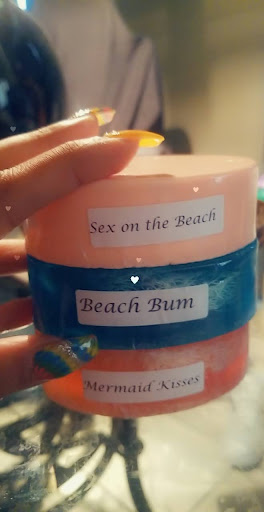 Sex on the Beach
Beach Bum
Mermaid Kisses